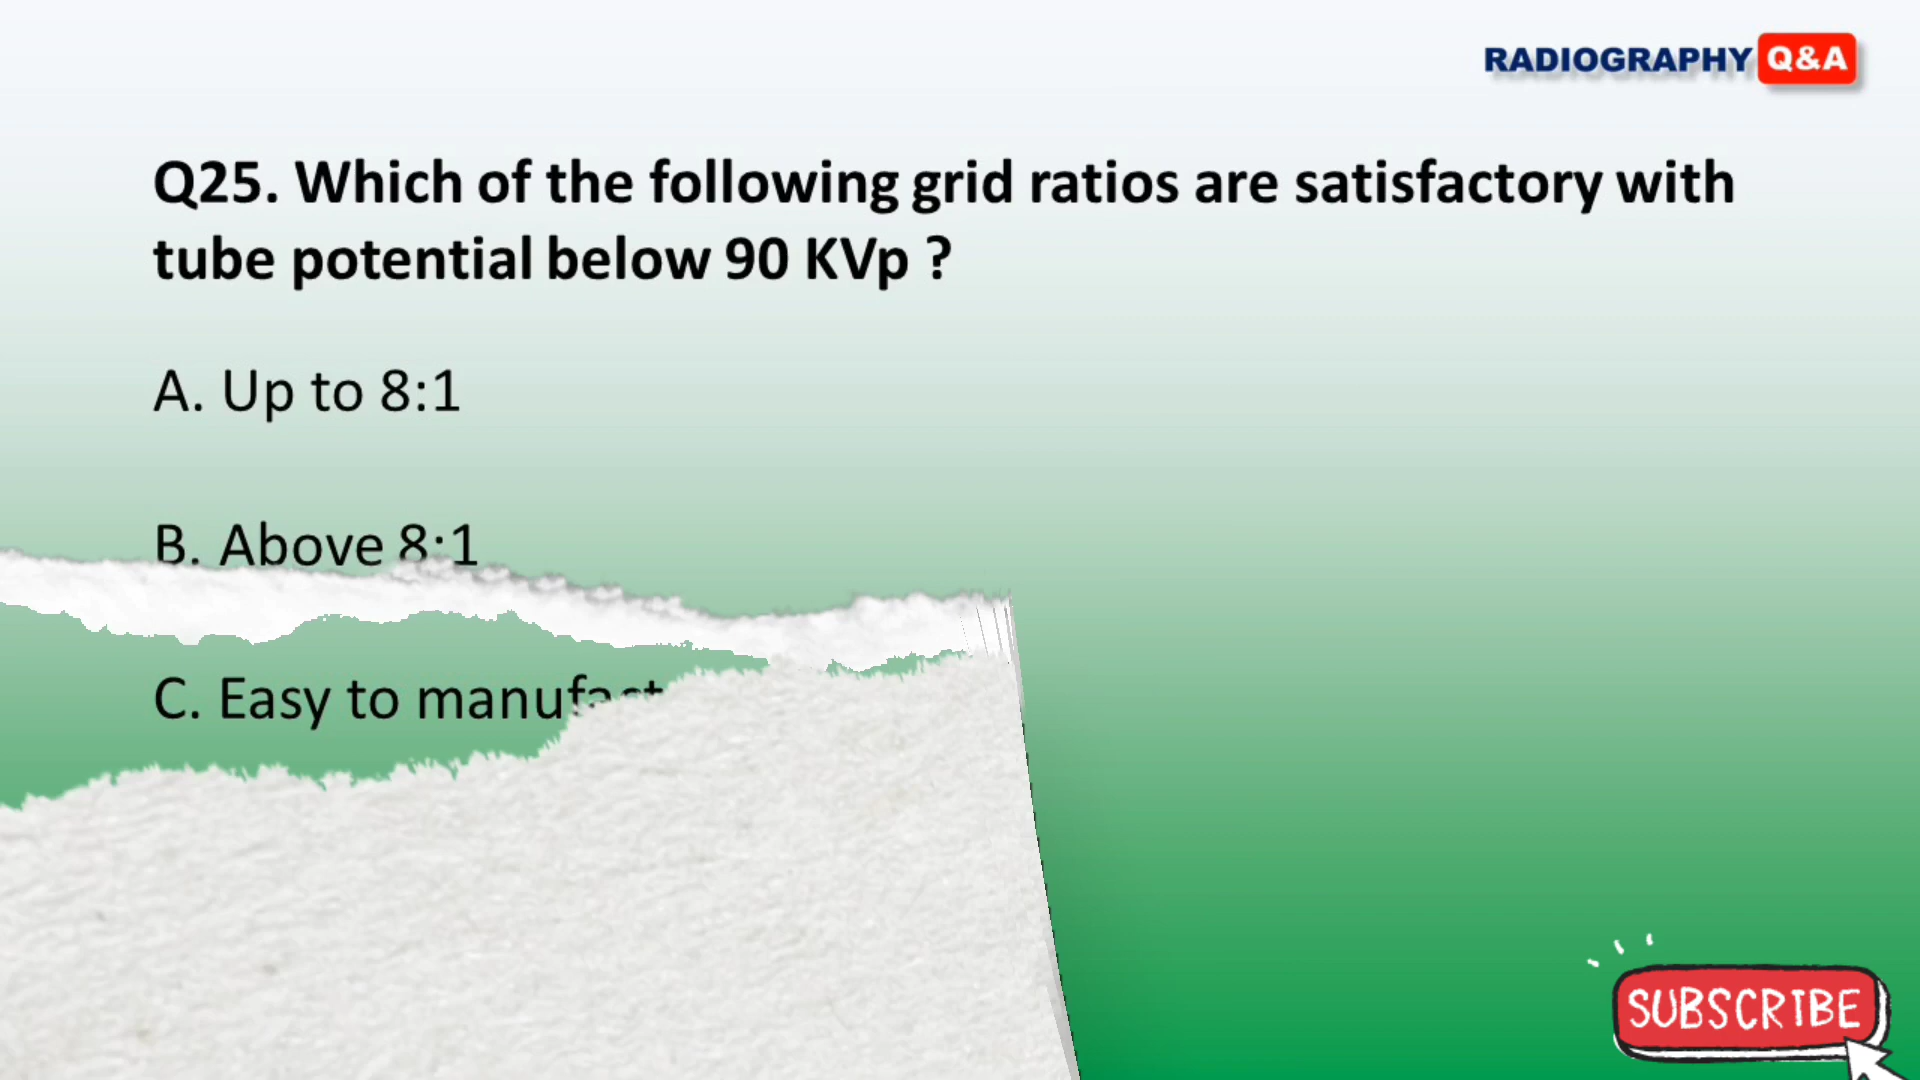 RADIOGRAPHY Q&A
Q25. Which of the following grid ratios are satisfactory with
tube potential below 90 KVp ?
A. Up to 8:1
B. Above 8:1
C. Easy to
SUBSCRIBE